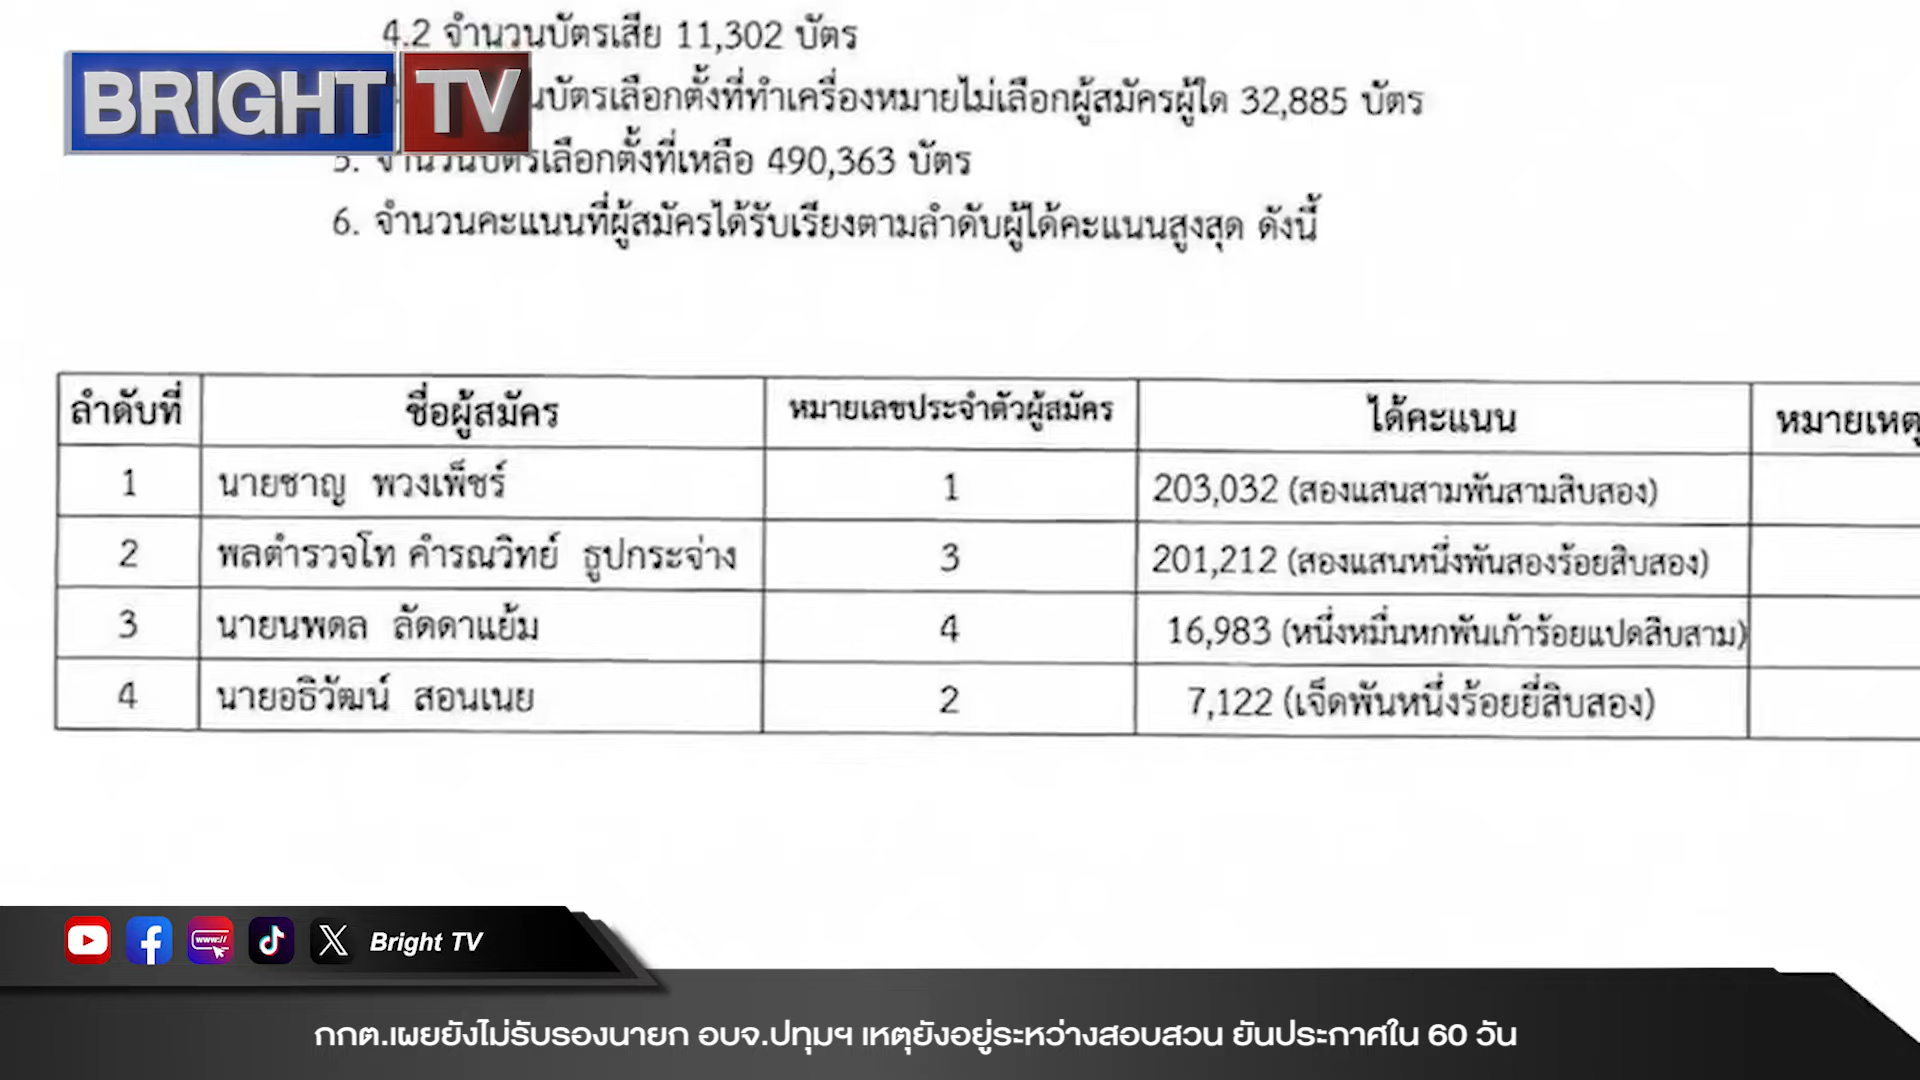 4.2 จำนวนบัตรเสีย 11,302 บัตร
BRIGHT TV
บัตรเลือกตั้งที่ทำเครื่องหมายไม่เลือกผู้สมัครผู้ใด 32,885 บัตร
5. จำนวนบัตรเลือกตั้งที่เหลือ 490,363 บัตร
6. จำนวนคะแนนที่ผู้สมัครได้รับเรียงตามลำดับผู้ได้คะแนนสูงสุด ดังนี้
ลำดับที่ ชื่อผู้สมัคร หมายเลขประจำตัวผู้สมัคร ได้คะแนน หมายเหตุ
1 นายชาญ พวงเพ็ชร์ 1 203,032 (สองแสนสามพันสามสิบสอง)
2 พลตำรวจโท คำรณวิทย์ ธูปกระจ่าง 3 201,212 (สองแสนหนึ่งพันสองร้อยสิบสอง)
3 นายนพดล ลัดดาแย้ม 4 16,983 (หนึ่งหมื่นหกพันเก้าร้อยแปดสิบสาม)
4 นายอธิวัฒน์ สอนเนย 2 7,122 (เจ็ดพันหนึ่งร้อยยี่สิบสอง)
www:// Bright TV
กกต.เผยยังไม่รับรองนายก อบจ.ปทุมฯ เหตุยังอยู่ระหว่างสอบสวน ยันประกาศใน 60 วัน